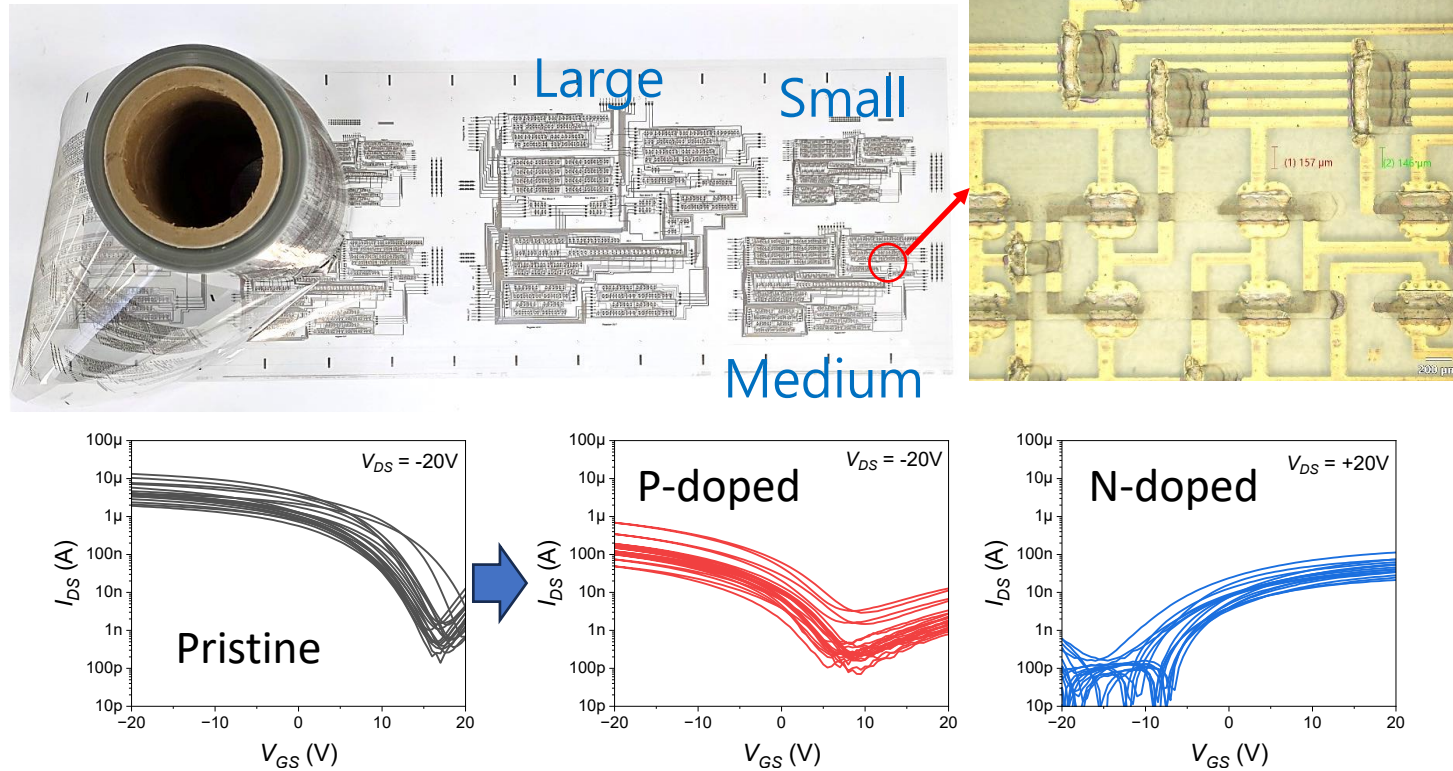 Large
Small
Medium
(1) 157 µm
(2) 146 µm
200 µm
100µ
10µ
1µ
100n
10n
1n
100p
10p
I_DS (A)
V_DS = -20V
Pristine
−20
−10
0
10
20
V_GS (V)
100µ
10µ
1µ
100n
10n
1n
100p
10p
I_DS (A)
V_DS = -20V
P-doped
−20
−10
0
10
20
V_GS (V)
100µ
10µ
1µ
100n
10n
1n
100p
10p
I_DS (A)
V_DS = +20V
N-doped
−20
−10
0
10
20
V_GS (V)